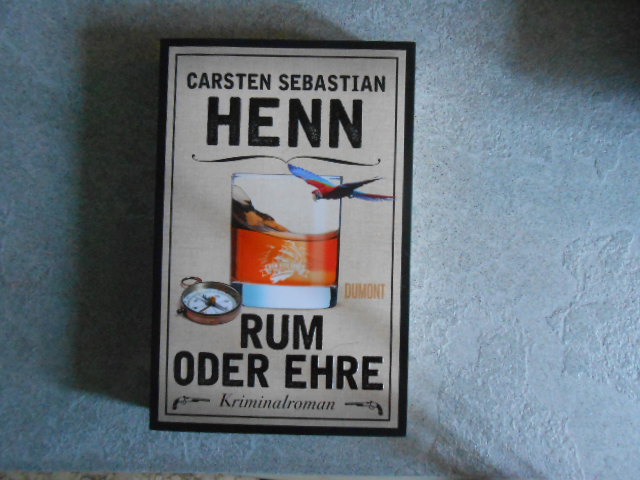 CARSTEN SEBASTIAN
HENN
DUMONT
RUM
ODER EHRE
Kriminalroman